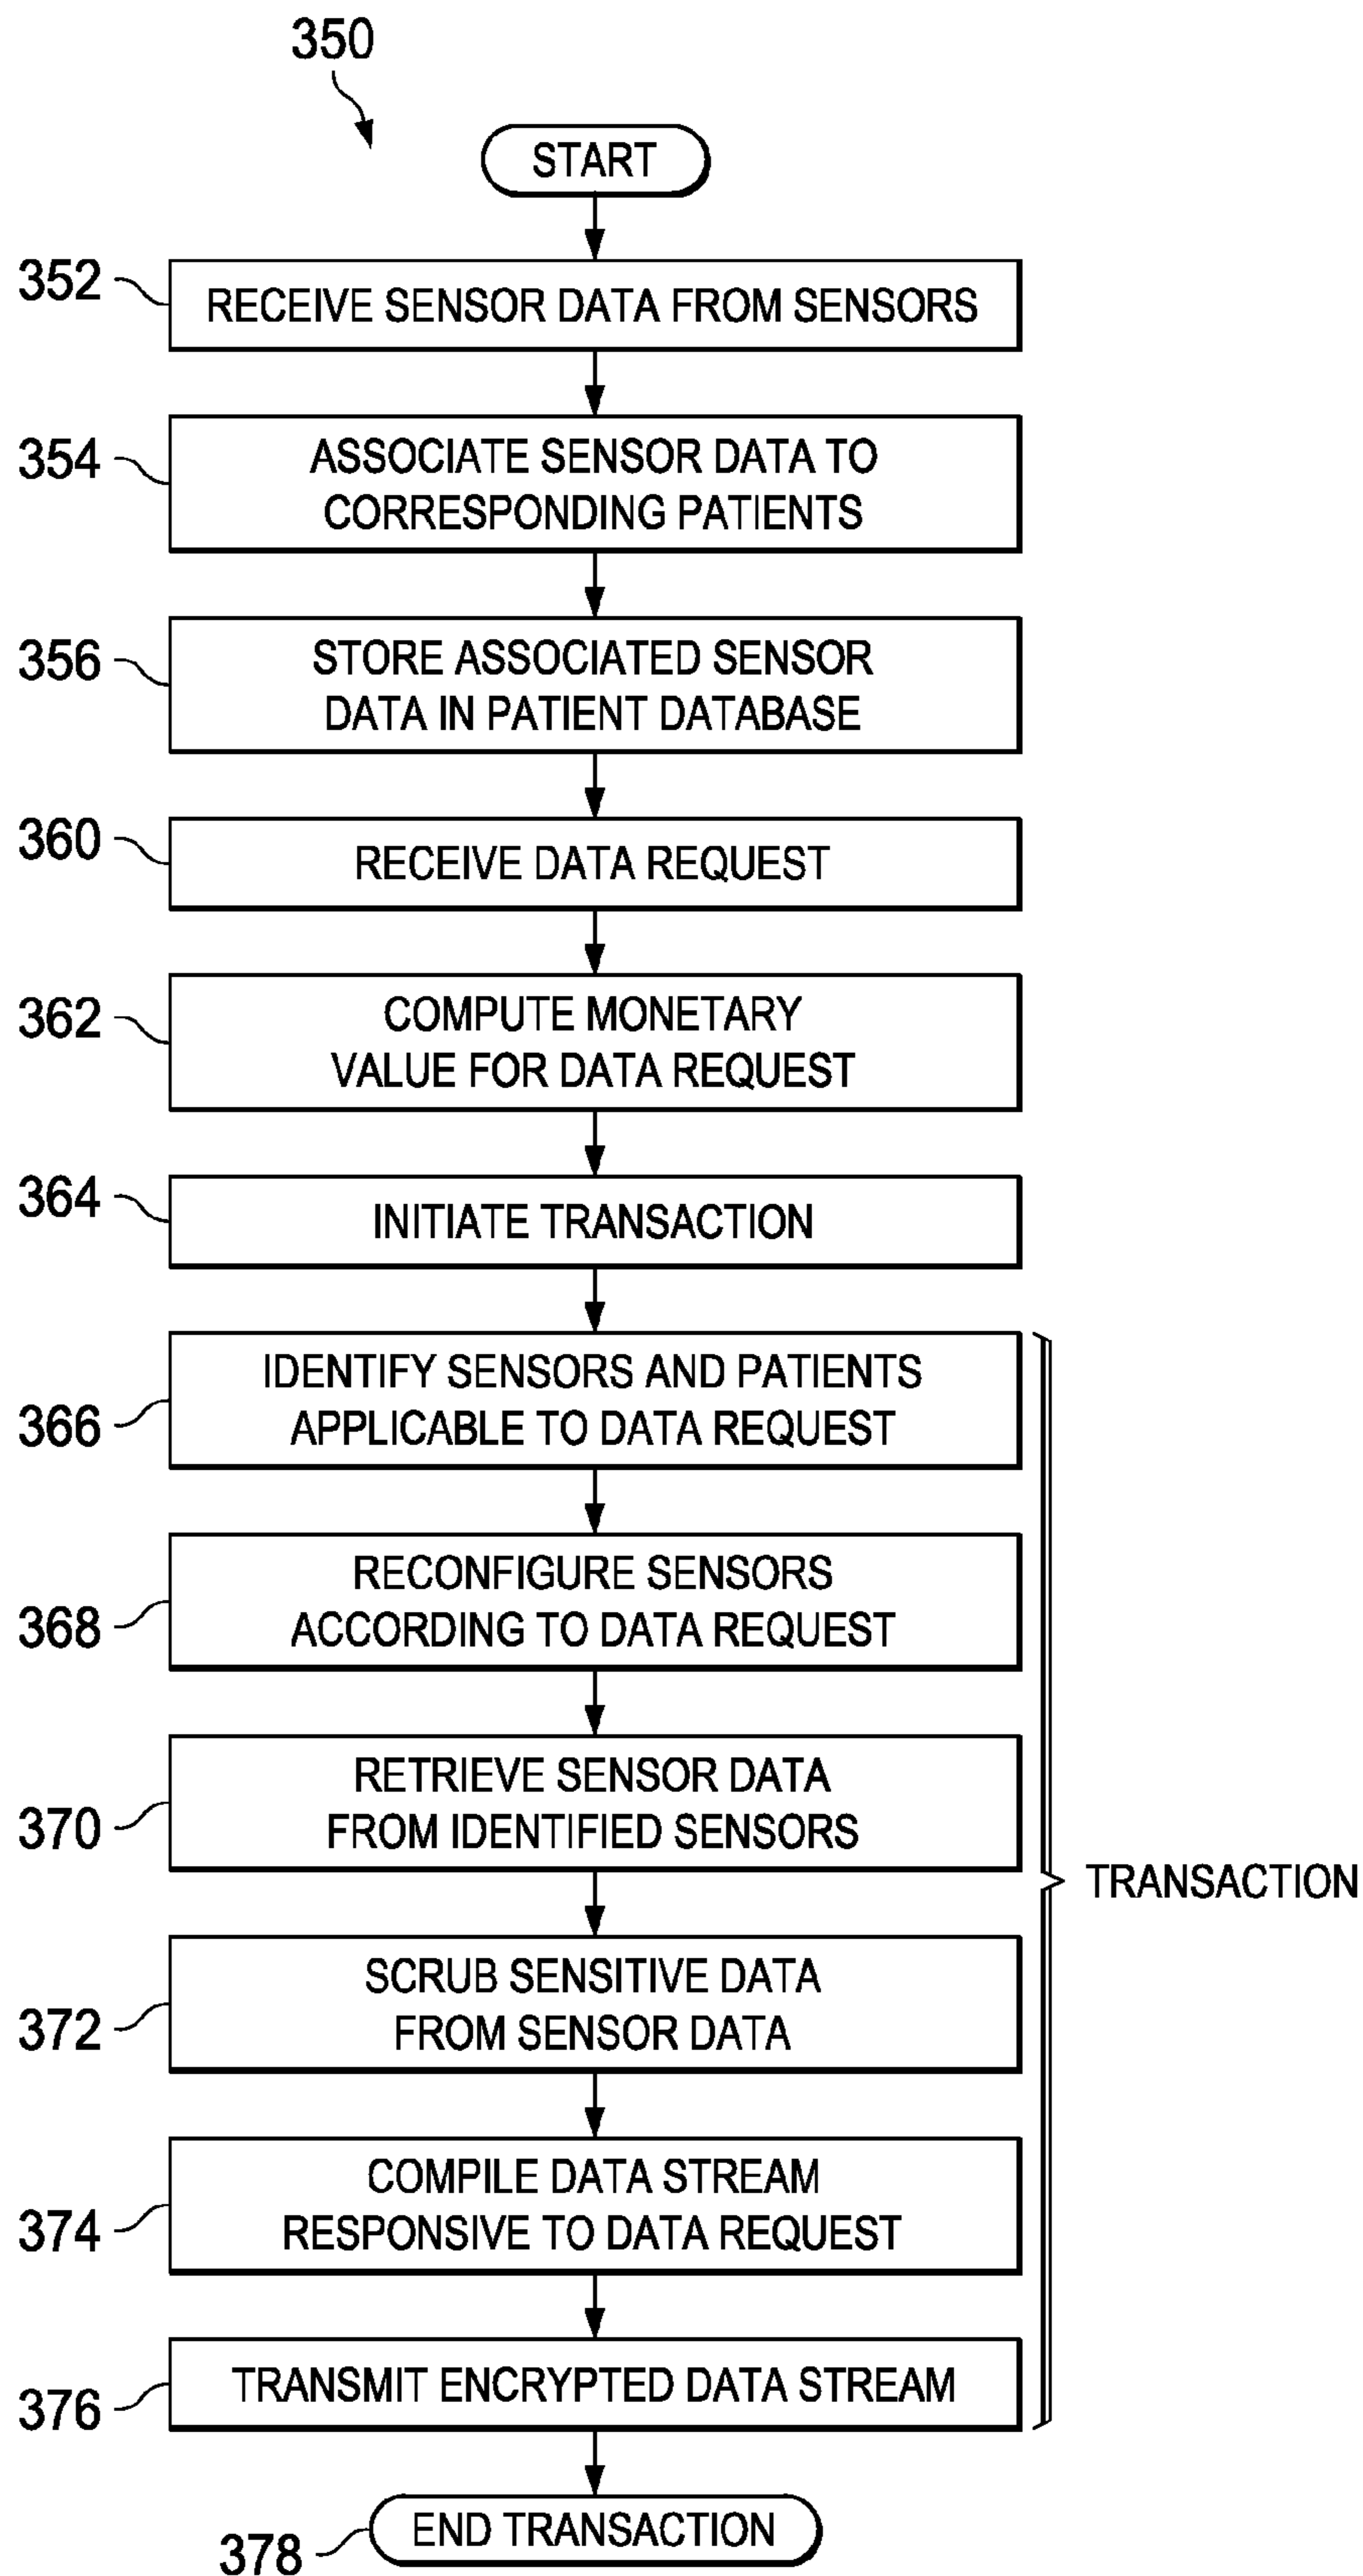 350
START
352
RECEIVE SENSOR DATA FROM SENSORS
354
ASSOCIATE SENSOR DATA TO
CORRESPONDING PATIENTS
356
STORE ASSOCIATED SENSOR
DATA IN PATIENT DATABASE
360
RECEIVE DATA REQUEST
362
COMPUTE MONETARY
VALUE FOR DATA REQUEST
364
INITIATE TRANSACTION
366
IDENTIFY SENSORS AND PATIENTS
APPLICABLE TO DATA REQUEST
368
RECONFIGURE SENSORS
ACCORDING TO DATA REQUEST
370
RETRIEVE SENSOR DATA
FROM IDENTIFIED SENSORS
TRANSACTION
372
SCRUB SENSITIVE DATA
FROM SENSOR DATA
374
COMPILE DATA STREAM
RESPONSIVE TO DATA REQUEST
376
TRANSMIT ENCRYPTED DATA STREAM
378
END TRANSACTION